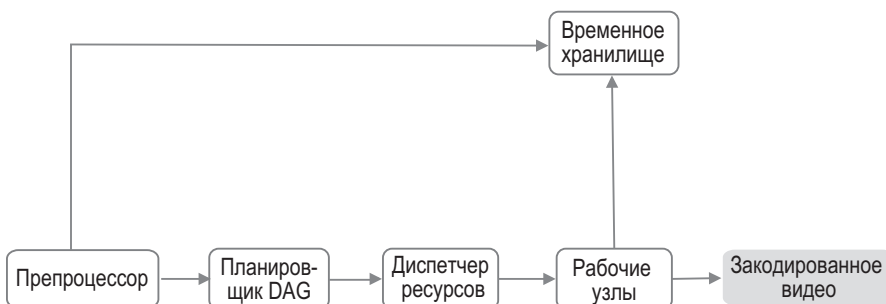 Временное
хранилище
Препроцессор
Планиров-
щик DAG
Диспетчер
ресурсов
Рабочие
узлы
Закодированное
видео